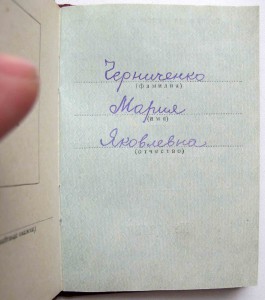 Черниченко
(фамилия)
Мария
(имя)
Яковлевна
(отчество)